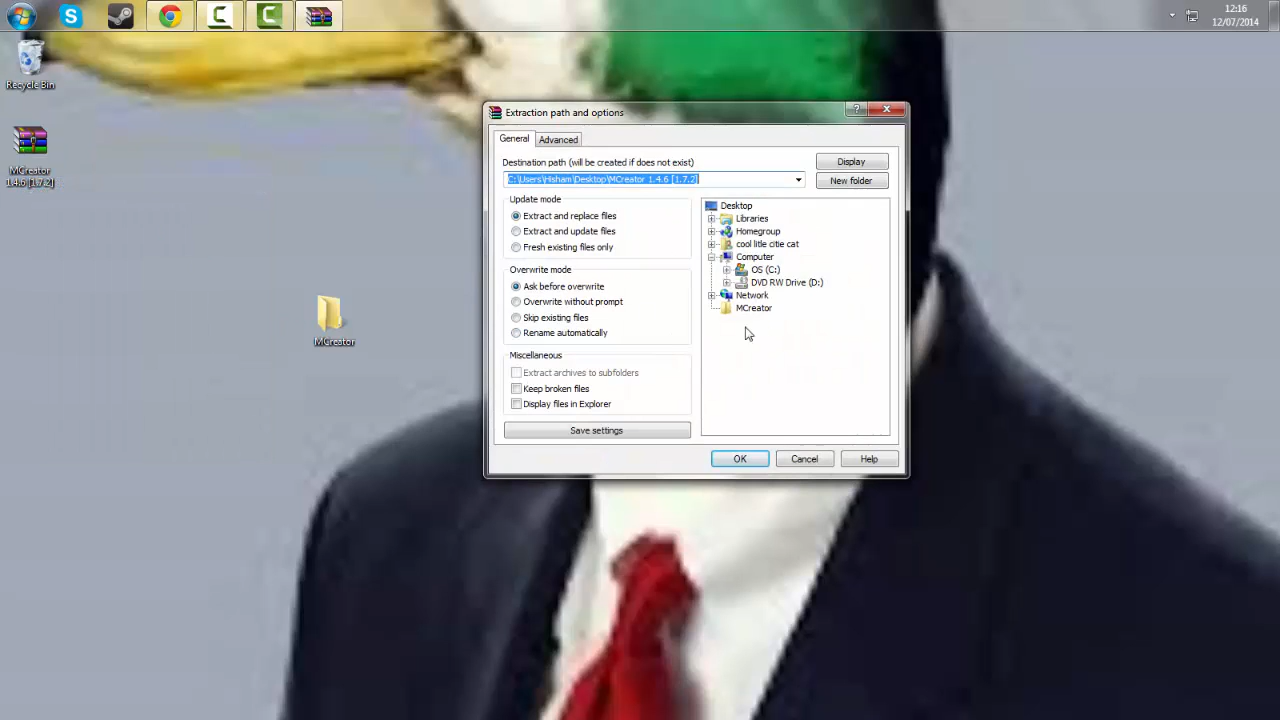 12:16
12/07/2014
Recycle Bin
MCreator
1.4.6 [1.7.2]
MCreator
Extraction path and options
General
Advanced
Destination path (will be created if does not exist)
Display
C:\Users\Hisham\Desktop\MCreator 1.4.6 [1.7.2]
New folder
Update mode
Extract and replace files
Extract and update files
Fresh existing files only
Overwrite mode
Ask before overwrite
Overwrite without prompt
Skip existing files
Rename automatically
Miscellaneous
Extract archives to subfolders
Keep broken files
Display files in Explorer
Save settings
Desktop
Libraries
Homegroup
cool litle citie cat
Computer
OS (C:)
DVD RW Drive (D:)
Network
MCreator
OK
Cancel
Help